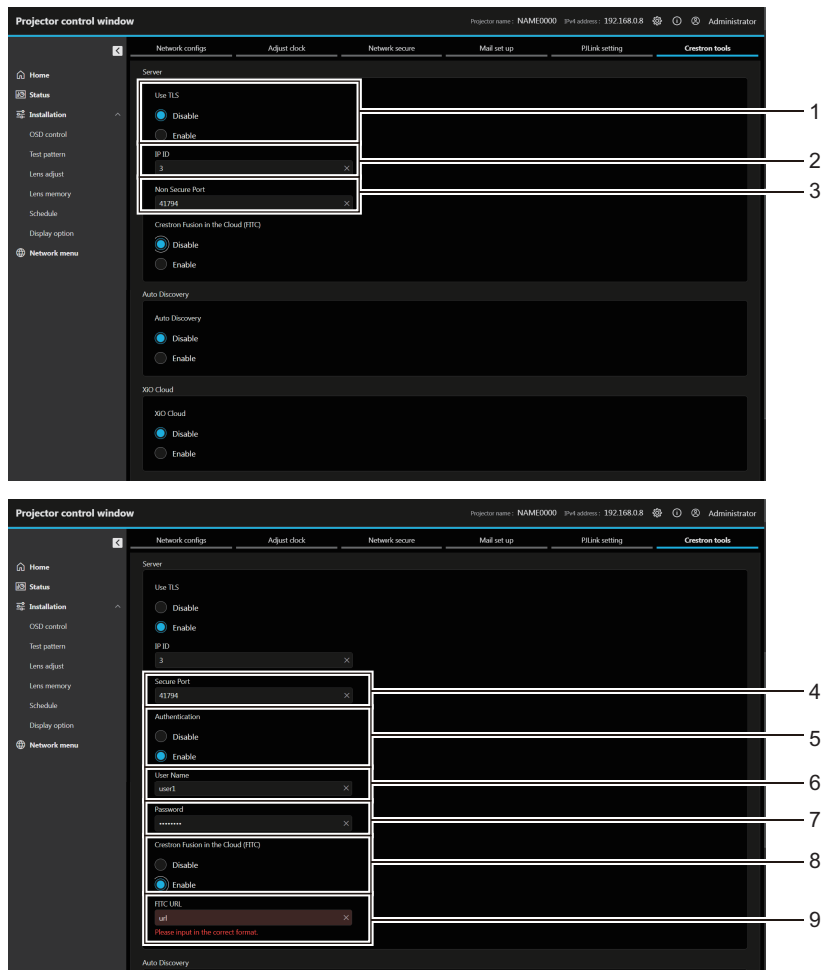 Projector control window Projector name : NAME0000 IPv4 address : 192.168.0.8 Administrator
Network configs Adjust clock Network secure Mail set up PJLink setting Crestron tools
Home
Status
Installation
OSD control
Test pattern
Lens adjust
Lens memory
Schedule
Display option
Network menu
Server
Use TLS
Disable
Enable
IP ID
3
Non Secure Port
41794
Crestron Fusion in the Cloud (FITC)
Disable
Enable
Auto Discovery
Auto Discovery
Disable
Enable
XiO Cloud
XiO Cloud
Disable
Enable
1
2
3
Projector control window Projector name : NAME0000 IPv4 address : 192.168.0.8 Administrator
Network configs Adjust clock Network secure Mail set up PJLink setting Crestron tools
Home
Status
Installation
OSD control
Test pattern
Lens adjust
Lens memory
Schedule
Display option
Network menu
Server
Use TLS
Disable
Enable
IP ID
3
Secure Port
41794
Authentication
Disable
Enable
User Name
user1
Password
••••••••
Crestron Fusion in the Cloud (FITC)
Disable
Enable
FITC URL
url
Please input in the correct format.
Auto Discovery
4
5
6
7
8
9